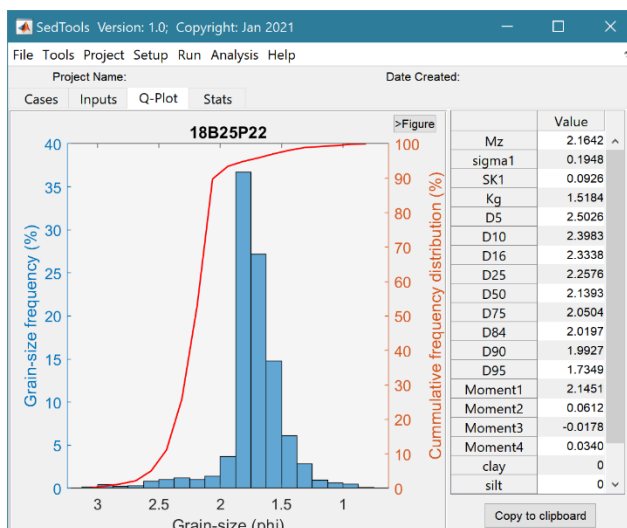 SedTools Version: 1.0; Copyright: Jan 2021
File Tools Project Setup Run Analysis Help
Project Name: Date Created:
Cases Inputs Q-Plot Stats
>Figure
18B25P22
Grain-size frequency (%)
40
35
30
25
20
15
10
5
0
3 2.5 2 1.5 1
Grain-size (phi)
100
90
80
70
60
50
40
30
20
10
0
Cummulative frequency distribution (%)
Value
Mz 2.1642
sigma1 0.1948
SK1 0.0926
Kg 1.5184
D5 2.5026
D10 2.3983
D16 2.3338
D25 2.2576
D50 2.1393
D75 2.0504
D84 2.0197
D90 1.9927
D95 1.7349
Moment1 2.1451
Moment2 0.0612
Moment3 -0.0178
Moment4 0.0340
clay 0
silt 0
Copy to clipboard